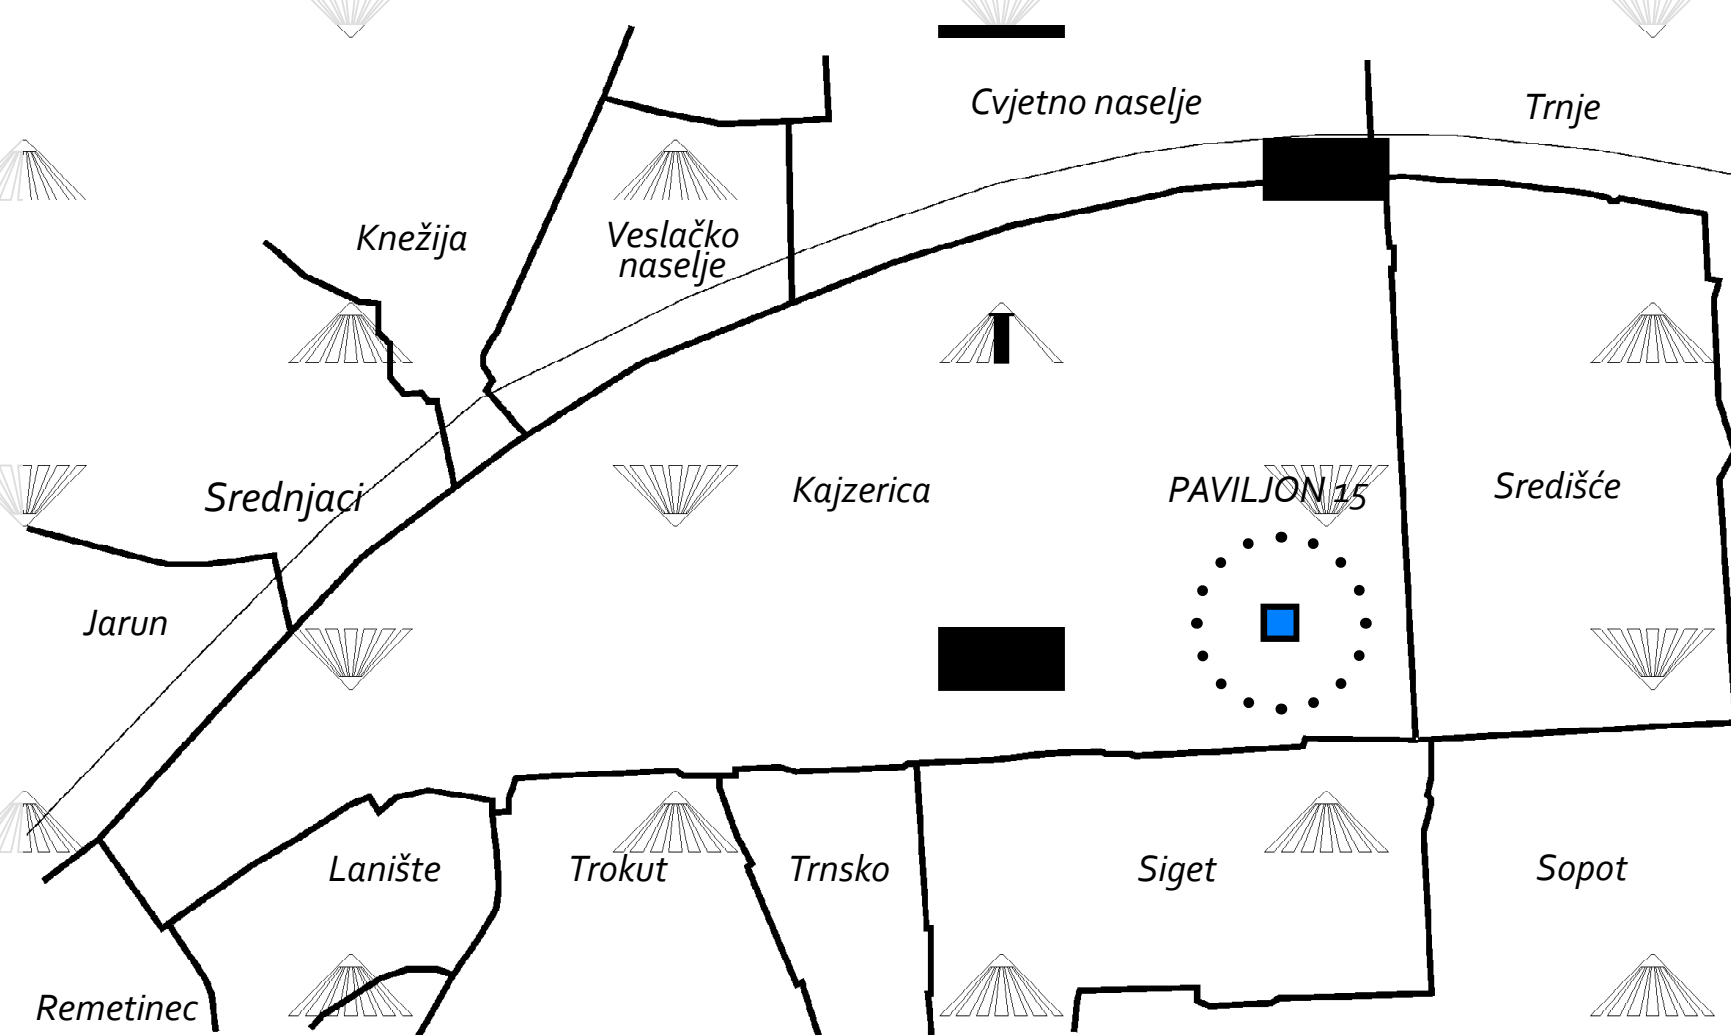 Cvjetno naselje
Trnje
Knežija
Veslačko
naselje
Srednjaci
Kajzerica
PAVILJON 15
Središće
Jarun
Lanište
Trokut
Trnsko
Siget
Sopot
Remetinec